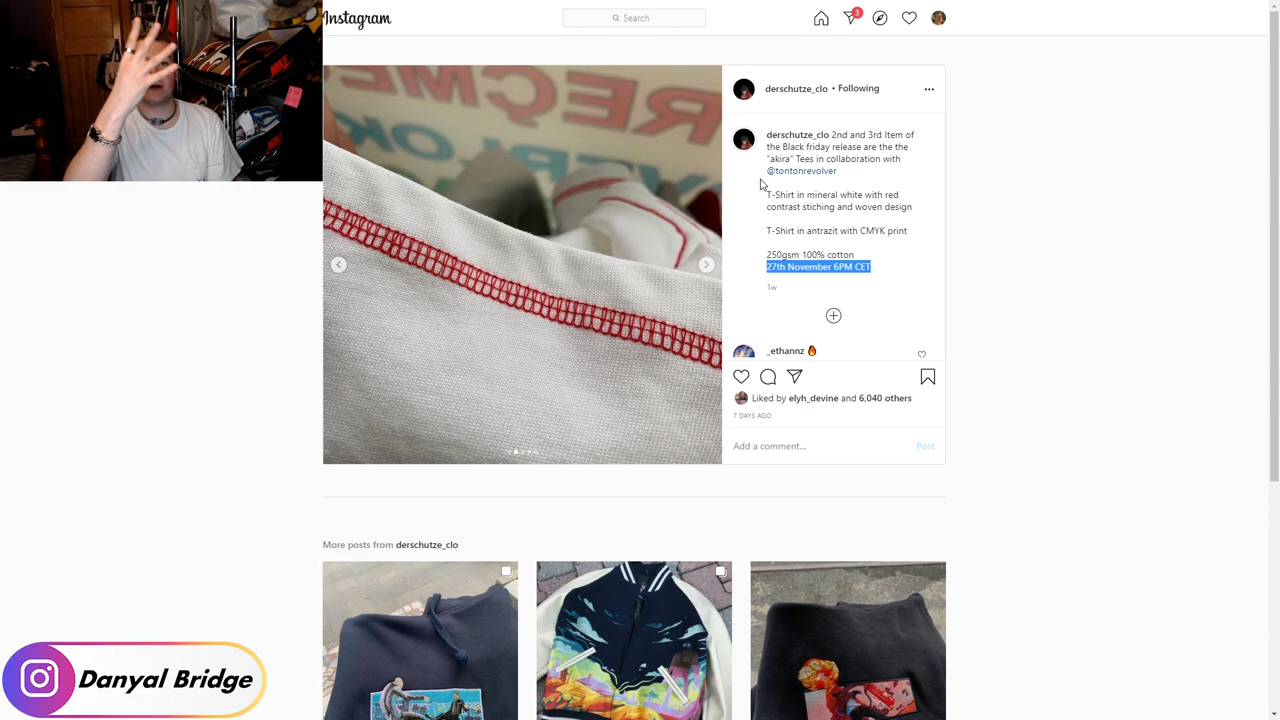 Instagram
Search
3
derschutze_clo • Following
derschutze_clo 2nd and 3rd Item of
the Black friday release are the the
"akira" Tees in collaboration with
@tontonrevolver
T-Shirt in mineral white with red
contrast stiching and woven design
T-Shirt in antrazit with CMYK print
250gsm 100% cotton
27th November 6PM CET
1w
_ethannz 🔥
Liked by elyh_devine and 6,040 others
7 DAYS AGO
Add a comment... Post
More posts from derschutze_clo
Danyal Bridge